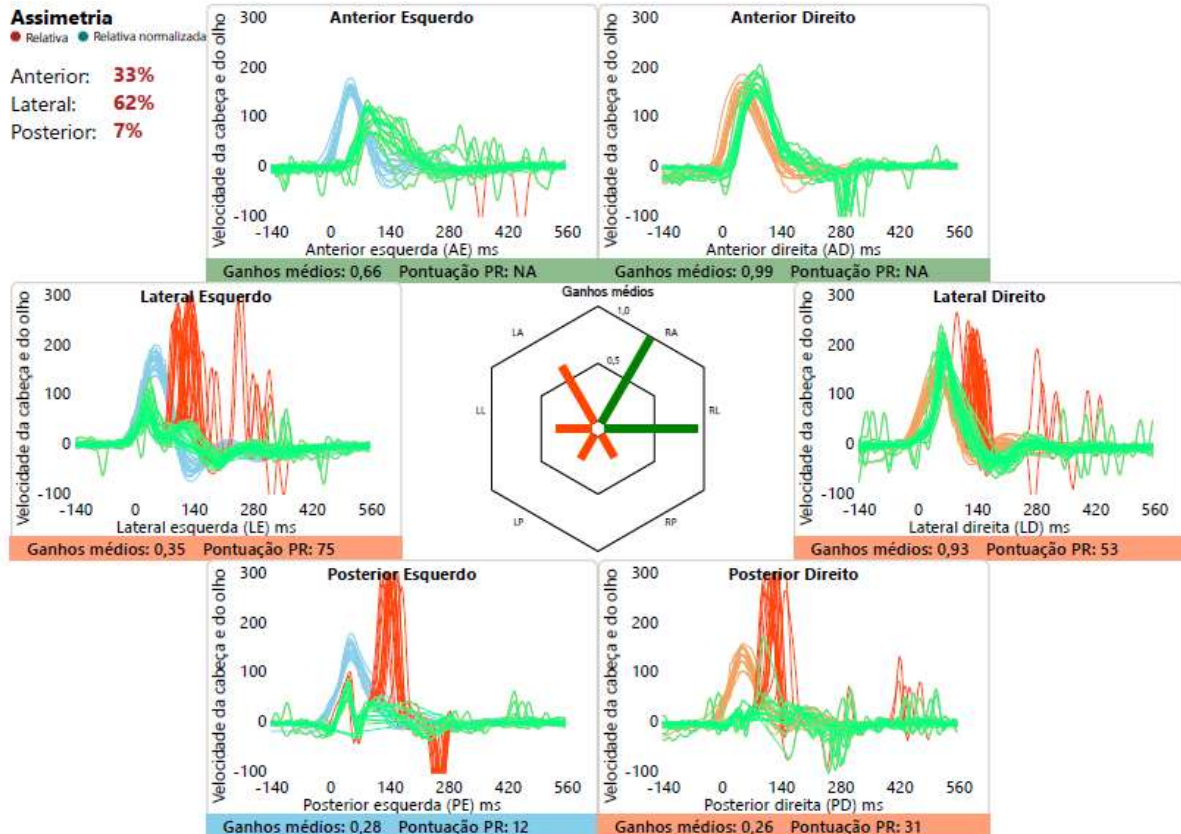 Assimetria
Relativa Relativa normalizada
Anterior: 33%
Lateral: 62%
Posterior: 7%
Anterior Esquerdo
Velocidade da cabeça e do olho
300
200
100
0
-100
-140 0 140 280 420 560
Anterior esquerda (AE) ms
Ganhos médios: 0,66 Pontuação PR: NA
Anterior Direito
Velocidade da cabeça e do olho
300
200
100
0
-100
-140 0 140 280 420 560
Anterior direita (AD) ms
Ganhos médios: 0,99 Pontuação PR: NA
Lateral Esquerdo
Velocidade da cabeça e do olho
300
200
100
0
-100
-140 0 140 280 420 560
Lateral esquerda (LE) ms
Ganhos médios: 0,35 Pontuação PR: 75
Ganhos médios
1,0
LA RA
0,5
LL RL
LP RP
Lateral Direito
Velocidade da cabeça e do olho
300
200
100
0
-100
-140 0 140 280 420 560
Lateral direita (LD) ms
Ganhos médios: 0,93 Pontuação PR: 53
Posterior Esquerdo
Velocidade da cabeça e do olho
300
200
100
0
-100
-140 0 140 280 420 560
Posterior esquerda (PE) ms
Ganhos médios: 0,28 Pontuação PR: 12
Posterior Direito
Velocidade da cabeça e do olho
300
200
100
0
-100
-140 0 140 280 420 560
Posterior direita (PD) ms
Ganhos médios: 0,26 Pontuação PR: 31